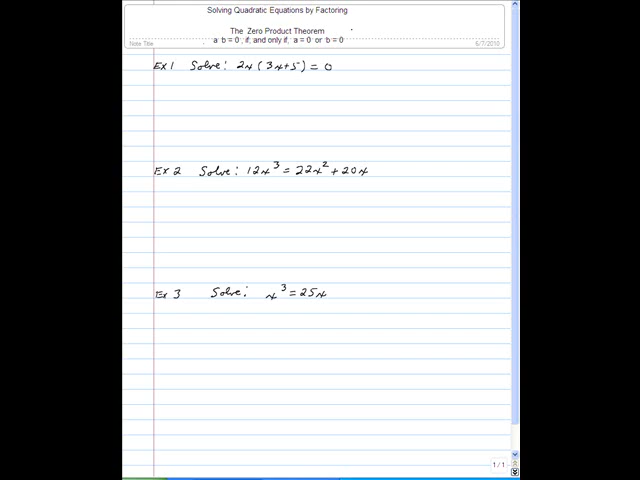 Solving Quadratic Equations by Factoring
The Zero Product Theorem
a b = 0 , if, and only if, a = 0 or b = 0
Note Title
6/7/2010
Ex 1 Solve: 2x(3x+5) = 0
Ex 2 Solve: 12x³ = 22x² + 20x
Ex 3 Solve: x³ = 25x
1 / 1